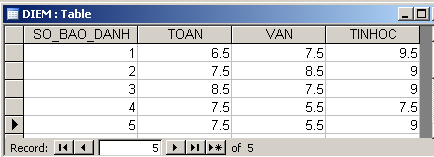 DIEM : Table
SO_BAO_DANH TOAN VAN TINHOC
1 6.5 7.5 9.5
2 7.5 8.5 9
3 8.5 7.5 9
4 7.5 5.5 7.5
5 7.5 5.5 9
Record: 5 of 5